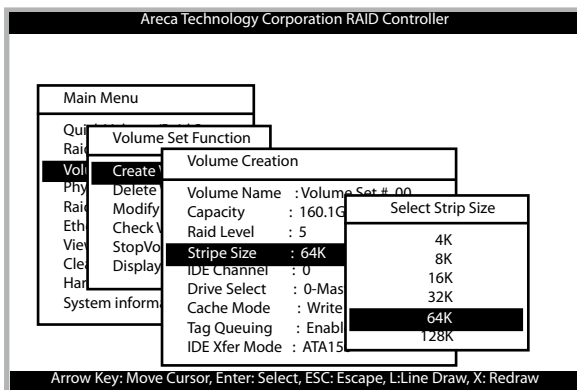 Areca Technology Corporation RAID Controller
Main Menu
Volume Set Function
Create
Delete
Modify
Check
Display
System
Volume Creation
Volume Name : Volume Set # 00
Capacity : 160.1G
Raid Level : 5
Stripe Size : 64K
IDE Channel : 0
Drive Select : 0-Mas
Cache Mode : Write
Tag Queuing : Enabl
IDE Xfer Mode : ATA15
Select Strip Size
4K
8K
16K
32K
64K
128K
Arrow Key: Move Cursor, Enter: Select, ESC: Escape, L:Line Draw, X: Redraw